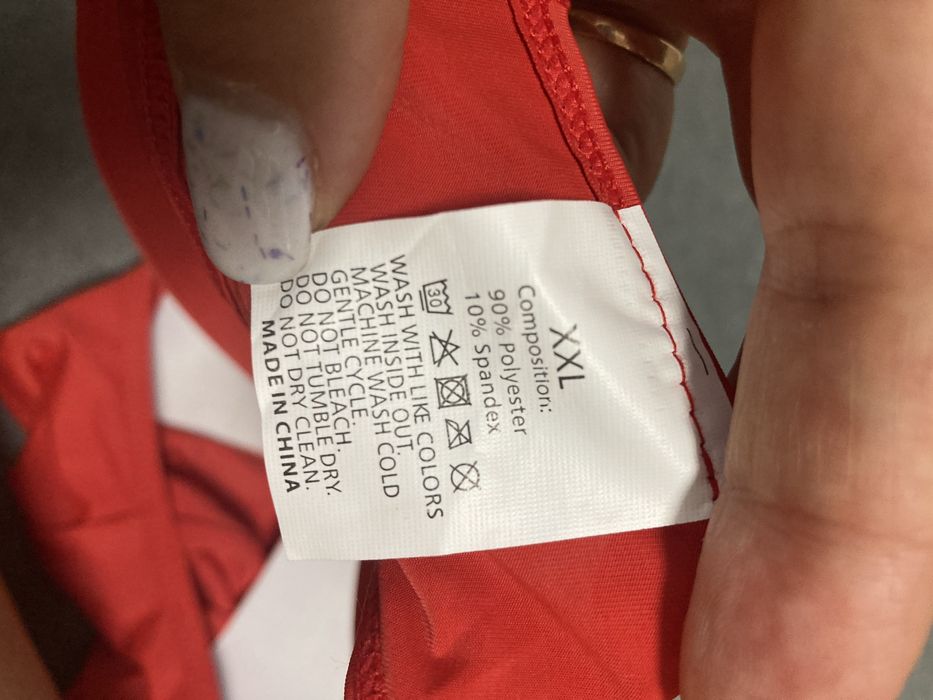 XXL
Composition:
90% Polyester
10% Spandex
30
WASH WITH LIKE COLORS
WASH INSIDE OUT.
MACHINE WASH COLD
GENTLE CYCLE.
DO NOT BLEACH.
DO NOT TUMBLE DRY.
DO NOT DRY CLEAN.
MADE IN CHINA